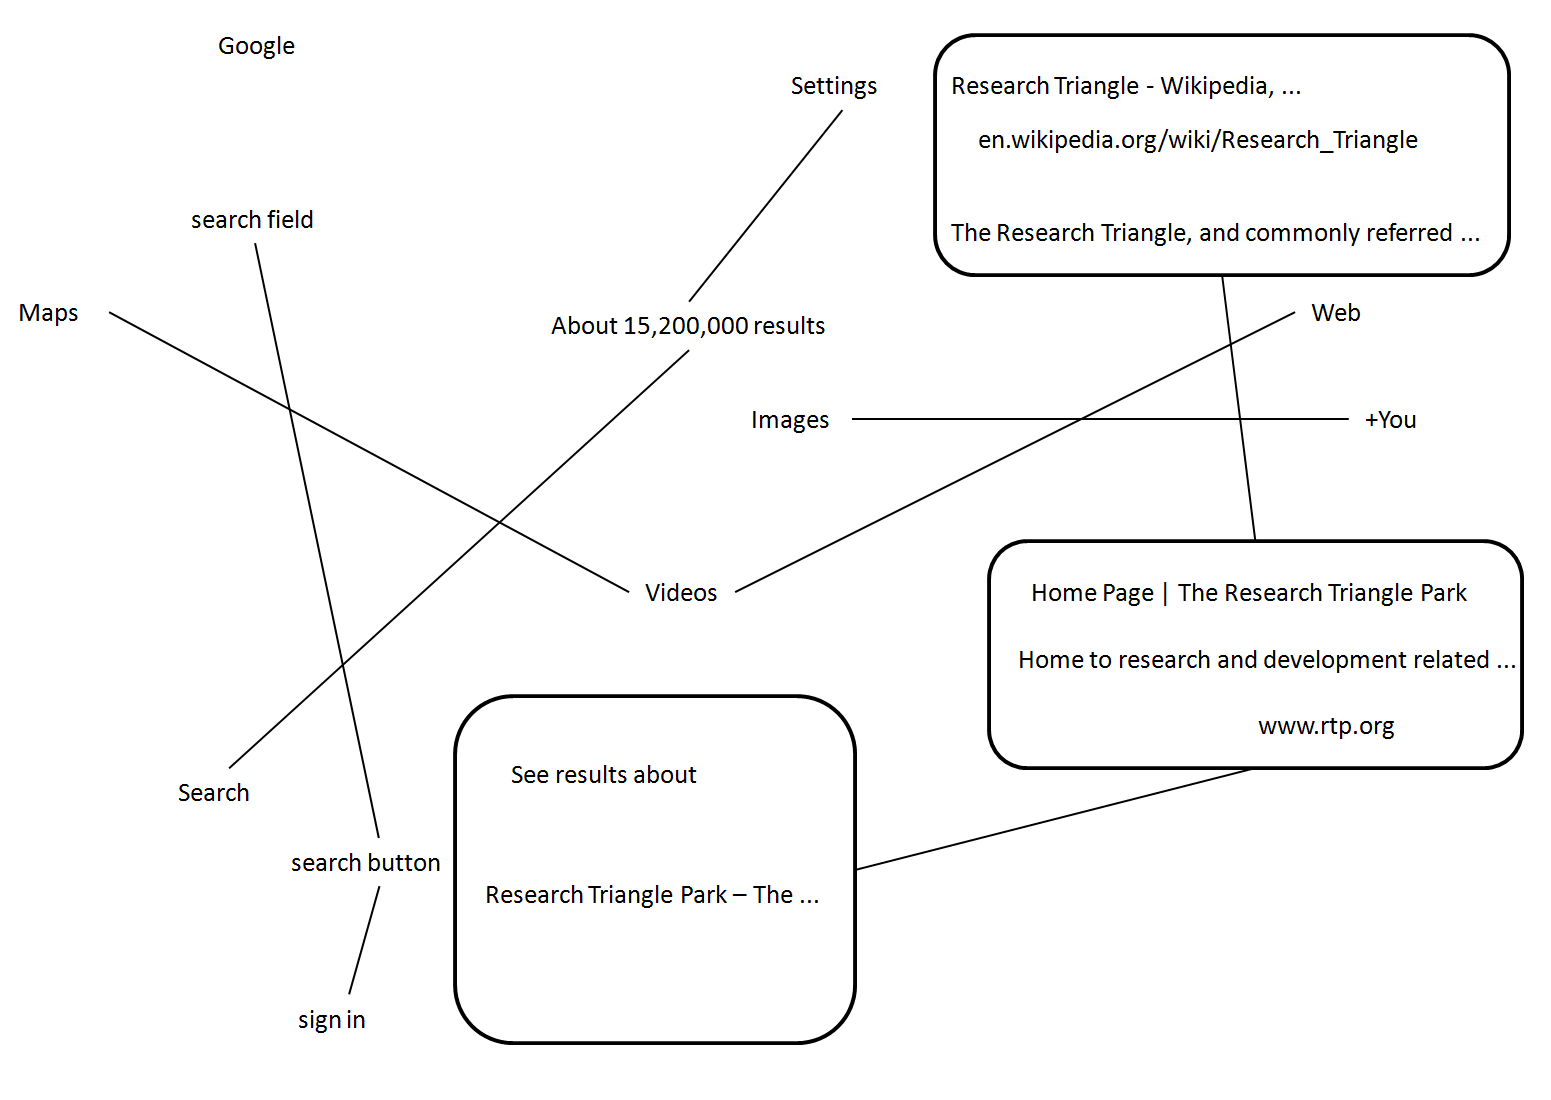 Google
Settings
Research Triangle - Wikipedia, ...
en.wikipedia.org/wiki/Research_Triangle
The Research Triangle, and commonly referred ...
search field
Maps
About 15,200,000 results
Web
Images
+You
Videos
Home Page | The Research Triangle Park
Home to research and development related ...
www.rtp.org
Search
See results about
search button
Research Triangle Park – The ...
sign in